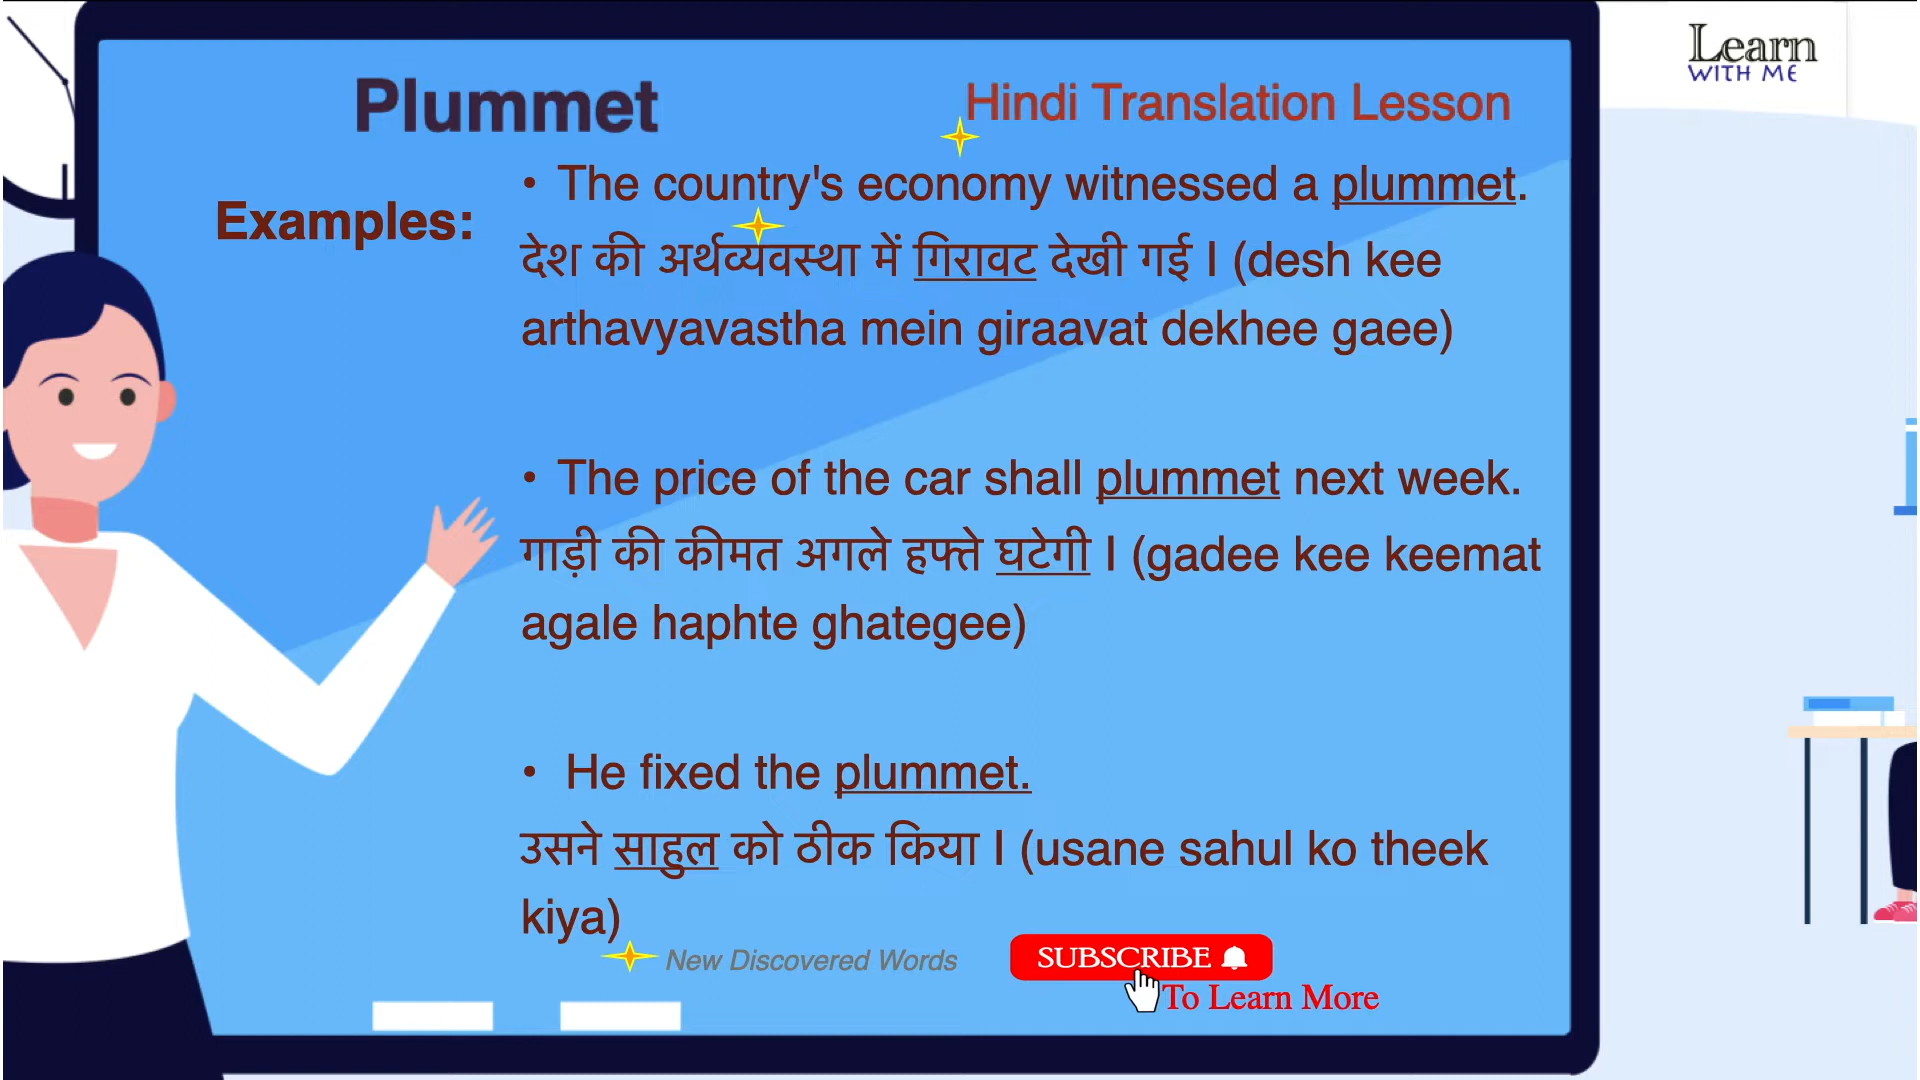 Learn
WITH ME
Plummet
Hindi Translation Lesson
Examples:
• The country's economy witnessed a plummet.
देश की अर्थव्यवस्था में गिरावट देखी गई I (desh kee
arthavyavastha mein giraavat dekhee gaee)
• The price of the car shall plummet next week.
गाड़ी की कीमत अगले हफ्ते घटेगी I (gadee kee keemat
agale haphte ghategee)
• He fixed the plummet.
उसने साहुल को ठीक किया I (usane sahul ko theek
kiya)
New Discovered Words
SUBSCRIBE
To Learn More